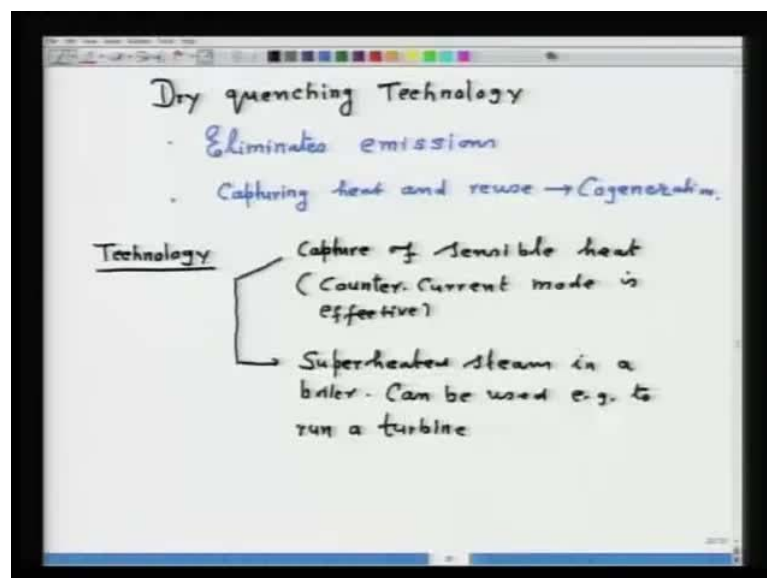 Dry quenching Technology
· Eliminates emissions
· Capturing heat and reuse → Cogeneration.
Technology
Capture of sensible heat
(Counter-Current mode is
effective)
Superheated steam in a
boiler. Can be used e.g. to
run a turbine